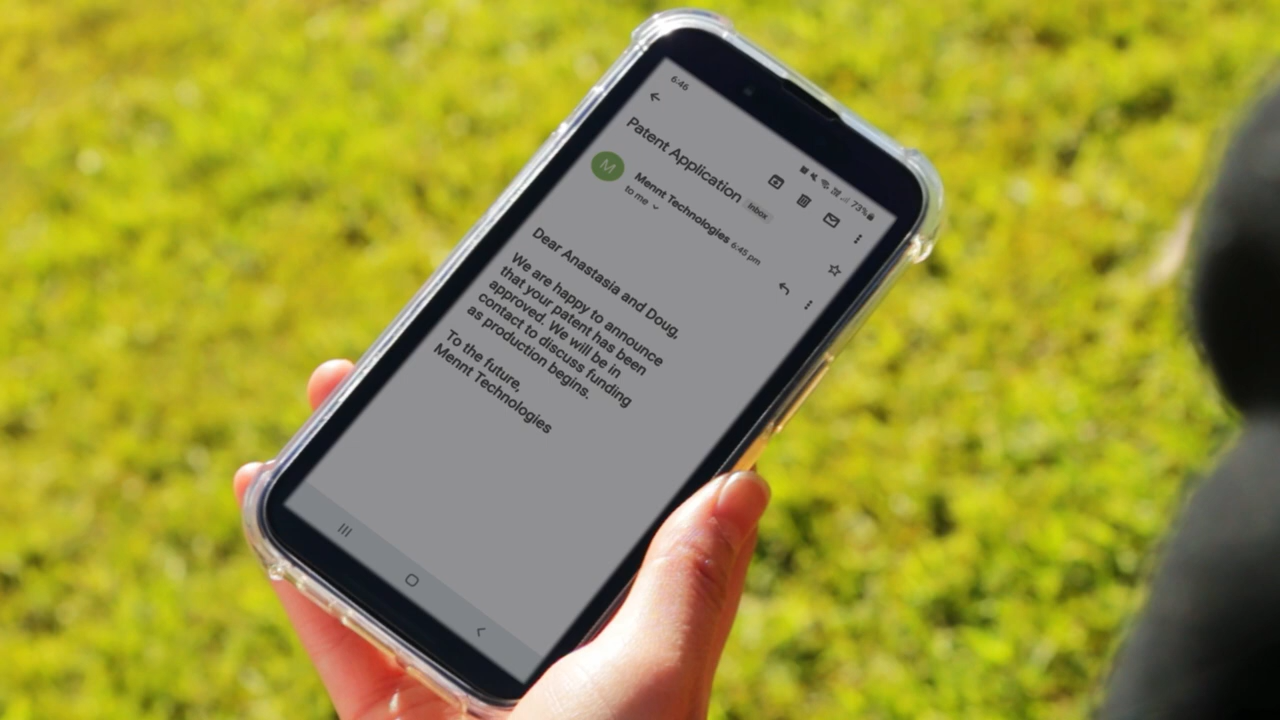 6:46
73%
Patent Application Inbox
M
Mennt Technologies 6:45 pm
to me
Dear Anastasia and Doug,
We are happy to announce
that your patent has been
approved. We will be in
contact to discuss funding
as production begins.
To the future,
Mennt Technologies